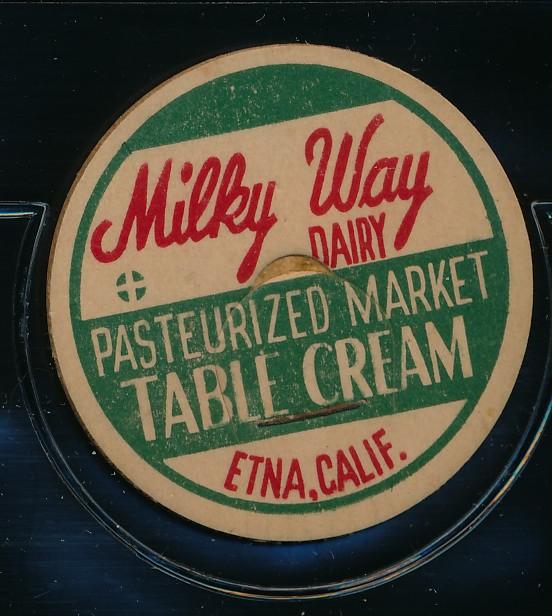 Milky Way
DAIRY
PASTEURIZED MARKET
TABLE CREAM
ETNA, CALIF.